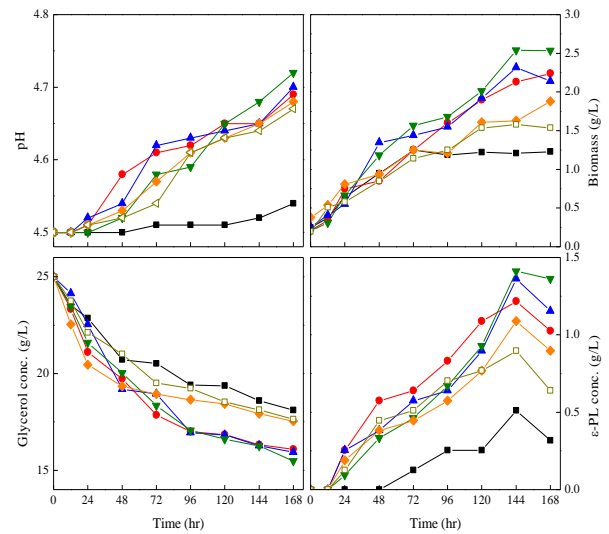 4.8
4.7
4.6
4.5
pH
3.0
2.5
2.0
1.5
1.0
0.5
0.0
Biomass (g/L)
25
20
15
Glycerol conc. (g/L)
1.5
1.0
0.5
0.0
ε-PL conc. (g/L)
0 24 48 72 96 120 144 168
0 24 48 72 96 120 144 168
Time (hr)
Time (hr)